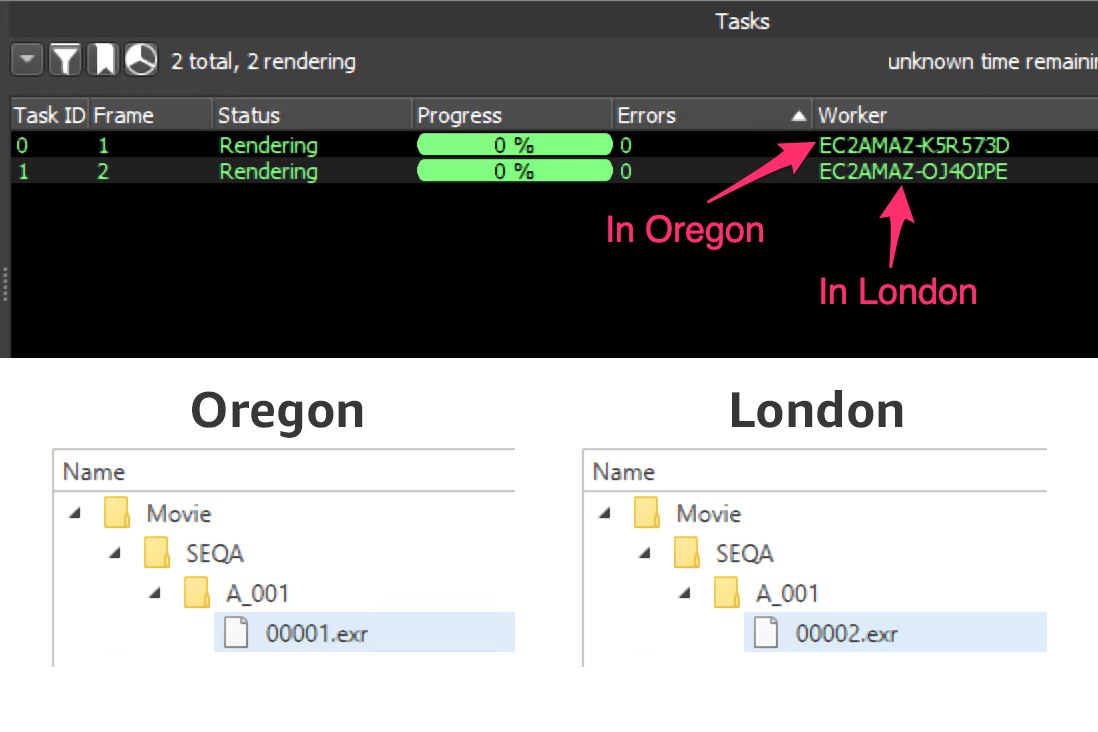 Tasks
2 total, 2 rendering unknown time remaini
Task ID Frame Status Progress Errors Worker
0 1 Rendering 0 % 0 EC2AMAZ-K5R573D
1 2 Rendering 0 % 0 EC2AMAZ-OJ4OIPE
In Oregon
In London
Oregon London
Name Name
Movie Movie
SEQA SEQA
A_001 A_001
00001.exr 00002.exr